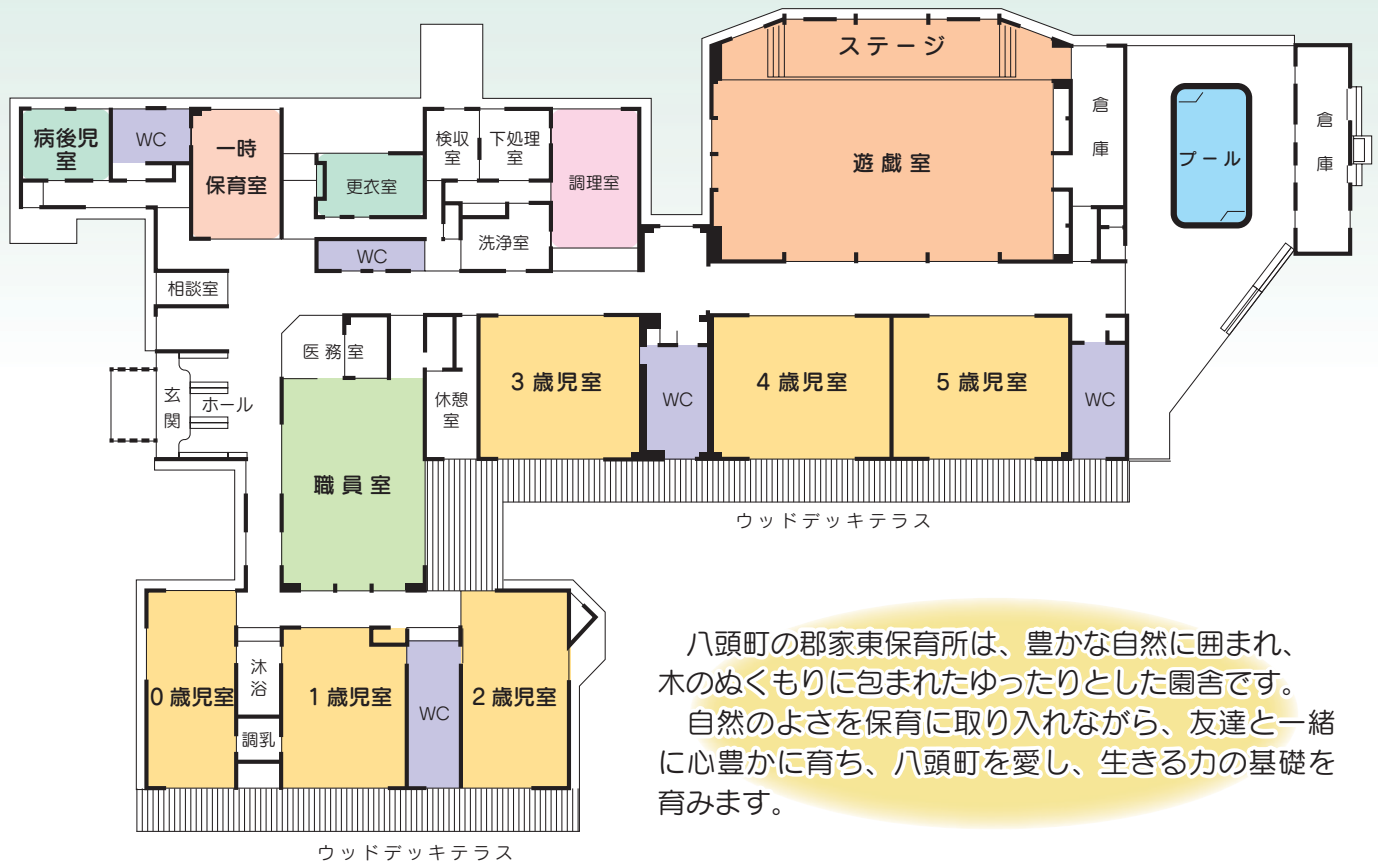 ステージ
病後児
室
WC
一時
保育室
更衣室
検収
室
下処理
室
調理室
遊戯室
倉
庫
プール
倉
庫
WC
洗浄室
相談室
医務室
休憩
室
3歳児室
WC
4歳児室
5歳児室
WC
玄
関
ホール
職員室
ウッドデッキテラス
0歳児室
沐
浴
調乳
1歳児室
WC
2歳児室
ウッドデッキテラス
八頭町の郡家東保育所は、豊かな自然に囲まれ、
木のぬくもりに包まれたゆったりとした園舎です。
自然のよさを保育に取り入れながら、友達と一緒
に心豊かに育ち、八頭町を愛し、生きる力の基礎を
育みます。